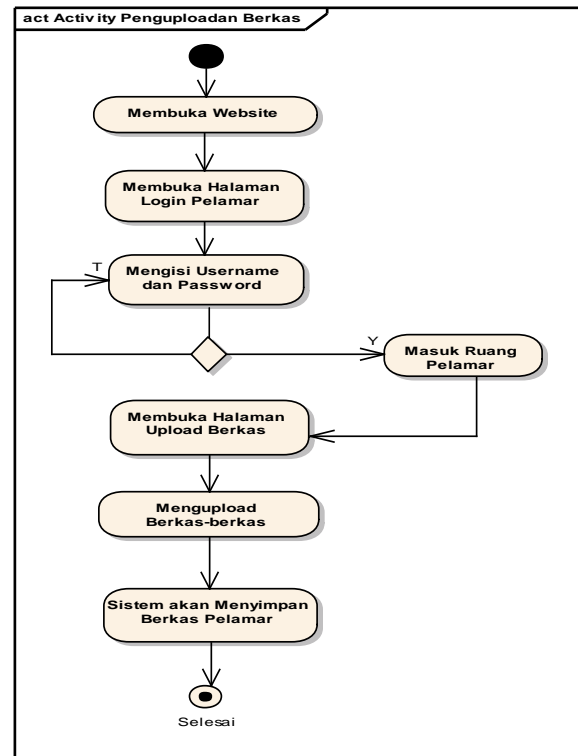 act Activity Penguploadan Berkas
Membuka Website
Membuka Halaman
Login Pelamar
T
Mengisi Username
dan Password
Y
Masuk Ruang
Pelamar
Membuka Halaman
Upload Berkas
Mengupload
Berkas-berkas
Sistem akan Menyimpan
Berkas Pelamar
Selesai